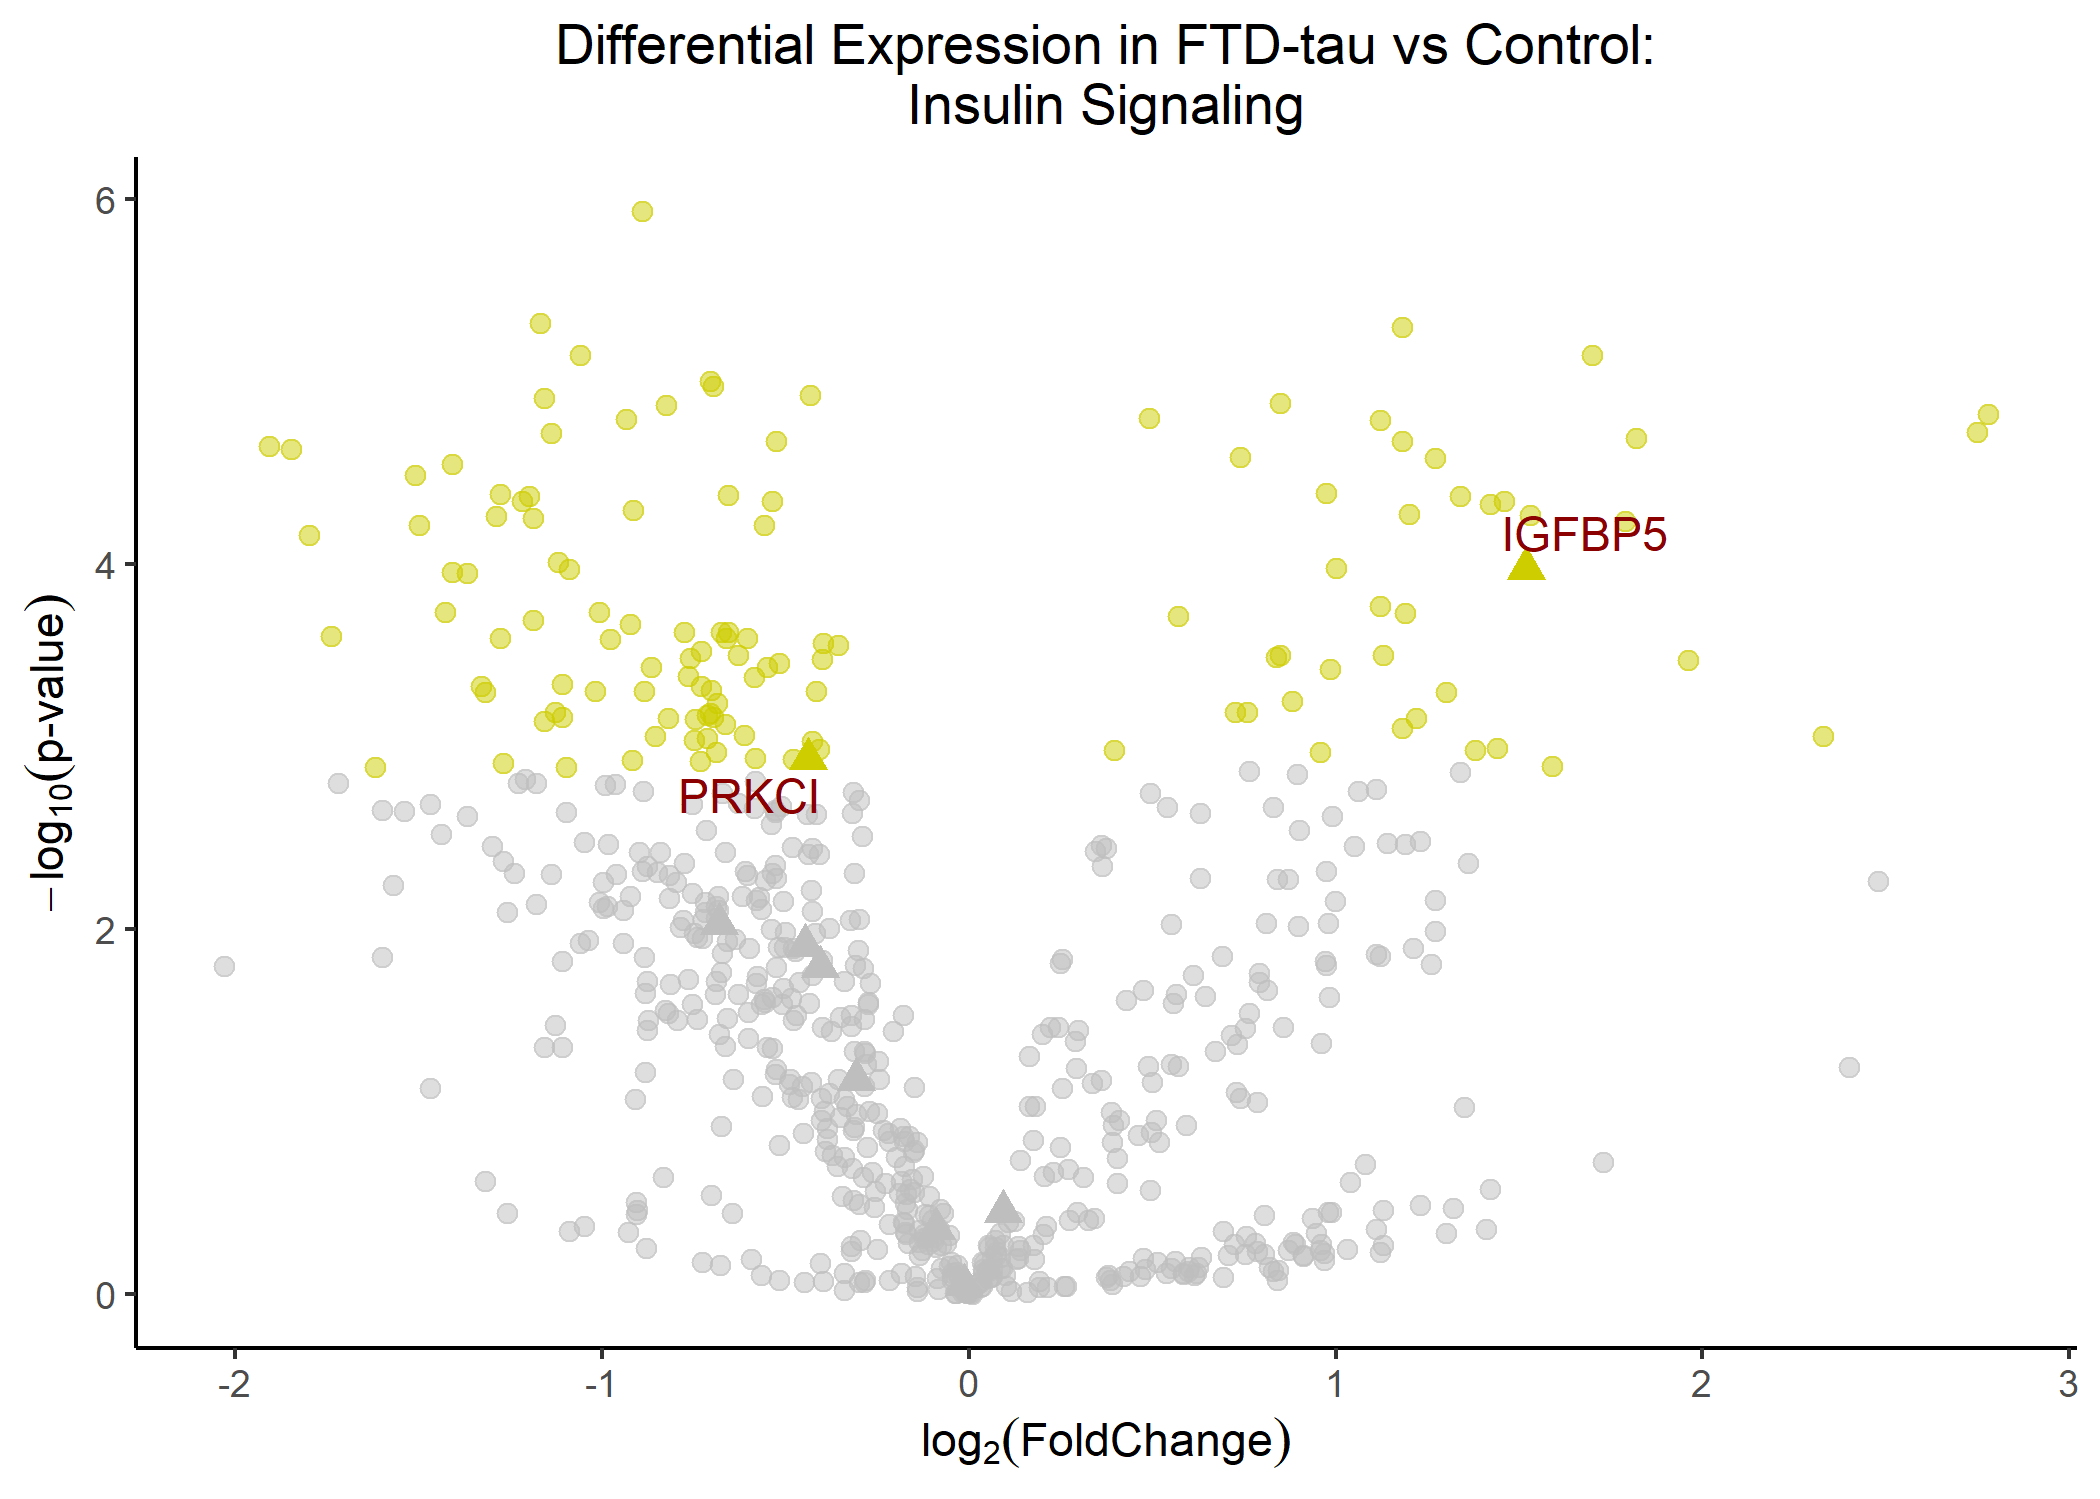 Differential Expression in FTD-tau vs Control:
Insulin Signaling
6
4
2
0
−log10(p-value)
IGFBP5
PRKCI
-2
-1
0
1
2
3
log2(FoldChange)